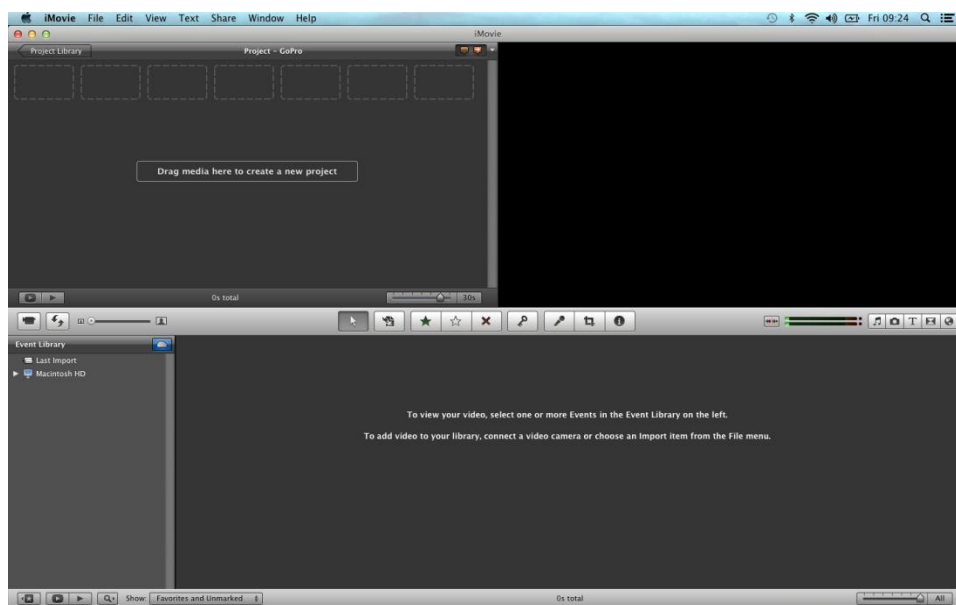 iMovie File Edit View Text Share Window Help Fri 09:24
iMovie
Project Library Project - GoPro
Drag media here to create a new project
0s total 30s
T
Event Library
Last Import
Macintosh HD
To view your video, select one or more Events in the Event Library on the left.
To add video to your library, connect a video camera or choose an Import item from the File menu.
Show: Favorites and Unmarked 0s total All